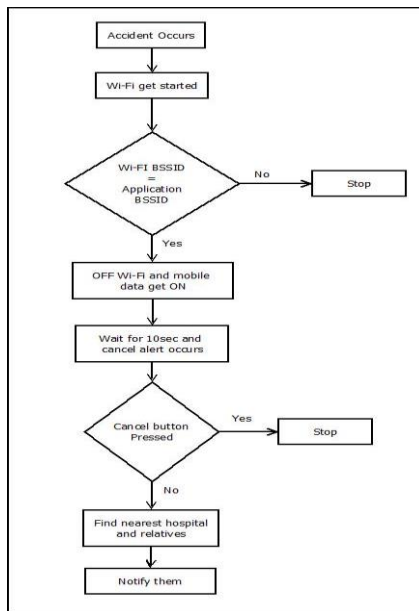 Accident Occurs
Wi-Fi get started
Wi-FI BSSID
=
Application
BSSID
No
Stop
Yes
OFF Wi-Fi and mobile
data get ON
Wait for 10sec and
cancel alert occurs
Cancel button
Pressed
Yes
Stop
No
Find nearest hospital
and relatives
Notify them